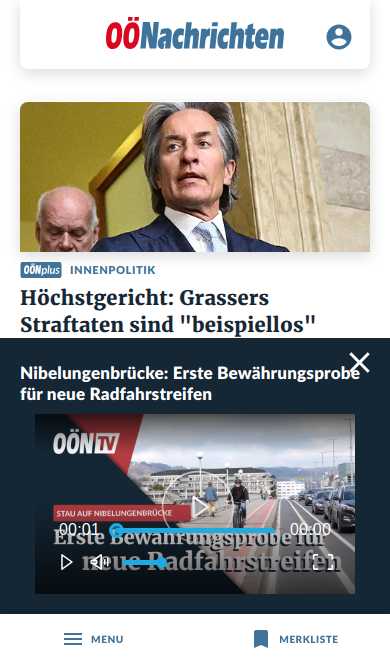 OÖNachrichten
OÖNplus INNENPOLITIK
Höchstgericht: Grassers
Straftaten sind "beispiellos"
Nibelungenbrücke: Erste Bewährungsprobe
für neue Radfahrstreifen
OÖN TV
STAU AUF NIBELUNGENBRÜCKE
00:01
00:00
Erste Bewährungsprobe für
neue Radfahrstreifen
MENU
MERKLISTE